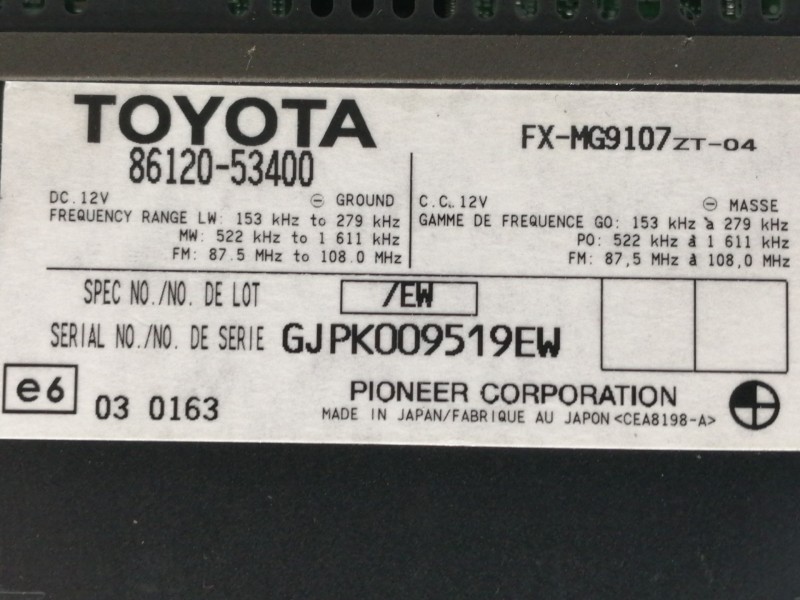 TOYOTA
86120-53400
FX-MG9107ZT-04
DC.12V ⊖ GROUND
FREQUENCY RANGE LW: 153 kHz to 279 kHz
MW: 522 kHz to 1 611 kHz
FM: 87.5 MHz to 108.0 MHz
C.C. 12V ⊖ MASSE
GAMME DE FREQUENCE GO: 153 kHz à 279 kHz
PO: 522 kHz à 1 611 kHz
FM: 87,5 MHz à 108,0 MHz
SPEC NO./NO. DE LOT /EW
SERIAL NO./NO. DE SERIE GJPK009519EW
e6 03 0163
PIONEER CORPORATION
MADE IN JAPAN/FABRIQUE AU JAPON <CEA8198-A>